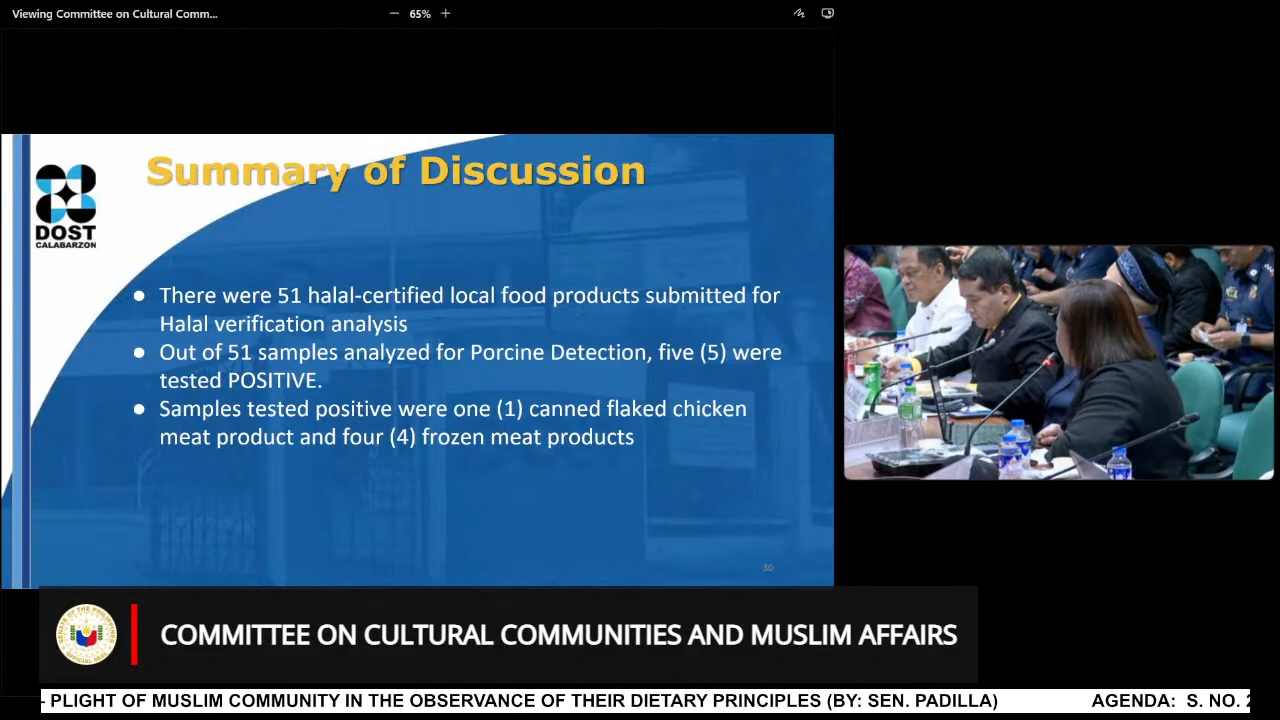 Viewing Committee on Cultural Comm...
65%
Summary of Discussion
DOST
CALABARZON
● There were 51 halal-certified local food products submitted for
Halal verification analysis
● Out of 51 samples analyzed for Porcine Detection, five (5) were
tested POSITIVE.
● Samples tested positive were one (1) canned flaked chicken
meat product and four (4) frozen meat products
30
COMMITTEE ON CULTURAL COMMUNITIES AND MUSLIM AFFAIRS
- PLIGHT OF MUSLIM COMMUNITY IN THE OBSERVANCE OF THEIR DIETARY PRINCIPLES (BY: SEN. PADILLA) AGENDA: S. NO. 2